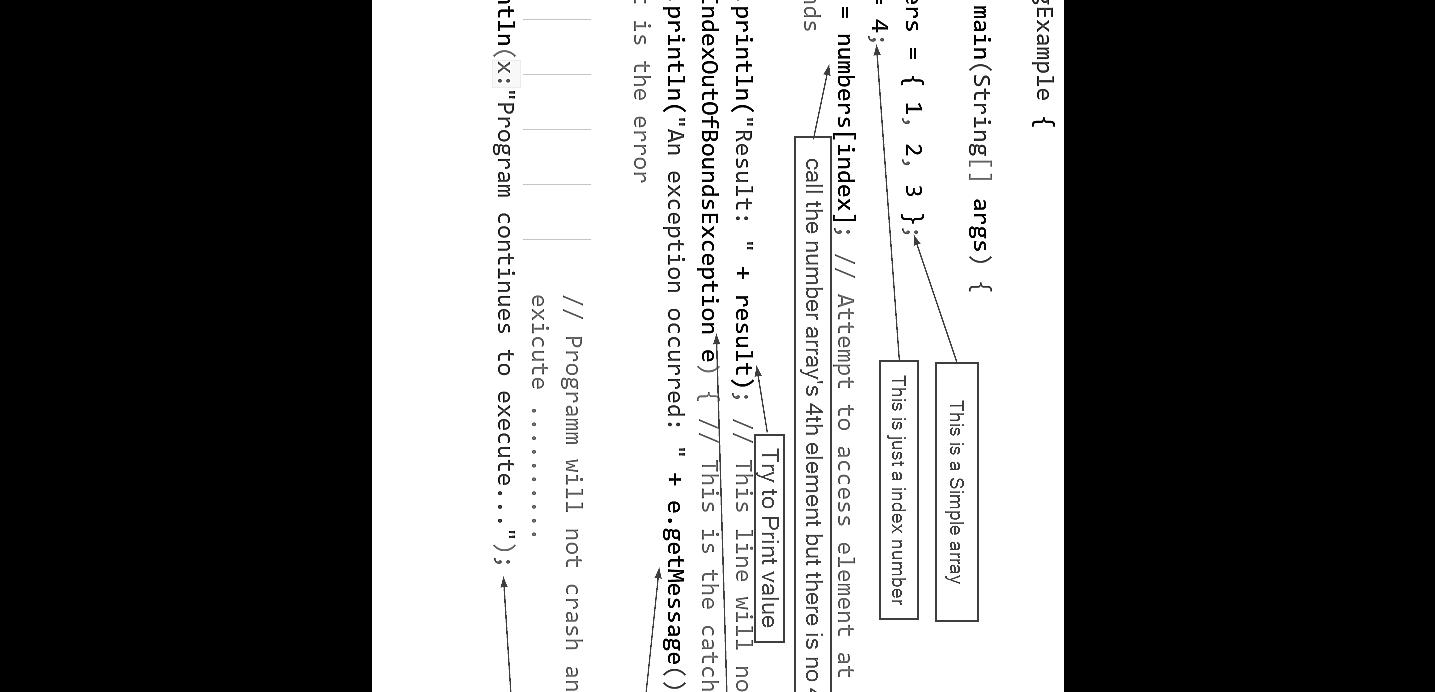 gExample {
main(String[] args) {
ers = { 1, 2, 3 };
This is a Simple array
= 4;
This is just a index number
= numbers[index]; // Attempt to access element at
nds
call the number array's 4th element but there is no
Try to Print value
.println("Result: " + result); // This line will no
IndexOutOfBoundsException e) { // This is the catch
.println("An exception occurred: " + e.getMessage()
t is the error
// Programm will not crash an
exicute ..........
ntln(x:"Program continues to execute...");